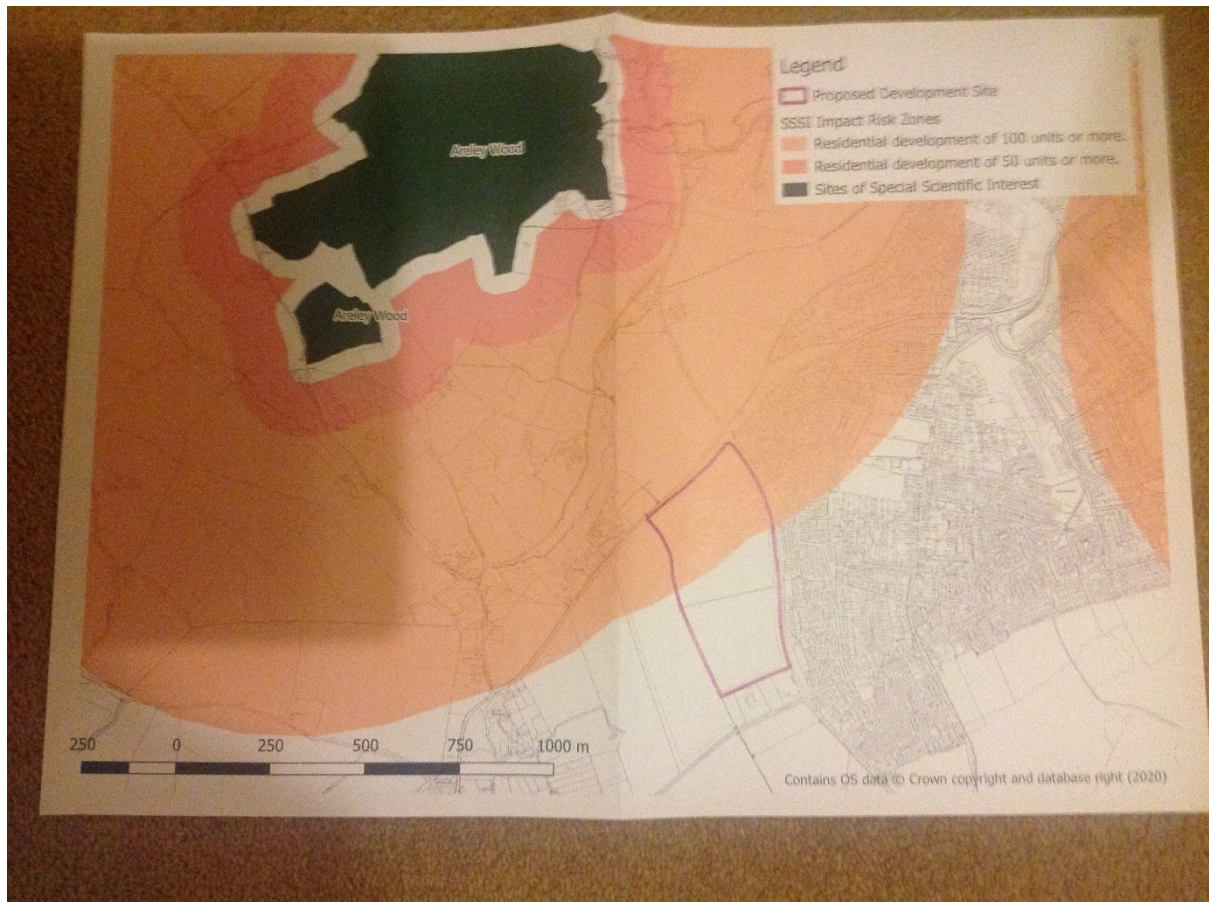 Legend
Proposed Development Site
SSSI Impact Risk Zones
Residential development of 100 units or more.
Residential development of 50 units or more.
Sites of Special Scientific Interest
Areley Wood
Areley Wood
250 0 250 500 750 1000 m
Contains OS data © Crown copyright and database right (2020)